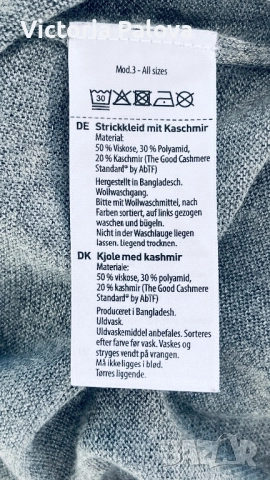 Victoria Palova
Mod.3 - All sizes
30
DE Strickkleid mit Kaschmir
Material:
50 % Viskose, 30 % Polyamid,
20 % Kaschmir (The Good Cashmere
Standard® by AbTF)
Hergestellt in Bangladesch.
Wollwaschgang.
Bitte mit Wollwaschmittel, nach
Farben sortiert, auf links gezogen
waschen und bügeln.
Nicht in der Waschlauge liegen
lassen. Liegend trocknen.
DK Kjole med kashmir
Materiale:
50 % viskose, 30 % polyamid,
20 % kashmir (The Good Cashmere
Standard® by AbTF)
Produceret i Bangladesh.
Uldvask.
Uldvaskemiddel anbefales. Sorteres
efter farve før vask. Vaskes og
stryges vendt på vrangen.
Må ikke ligges i blød.
Tørres liggende.
bazar